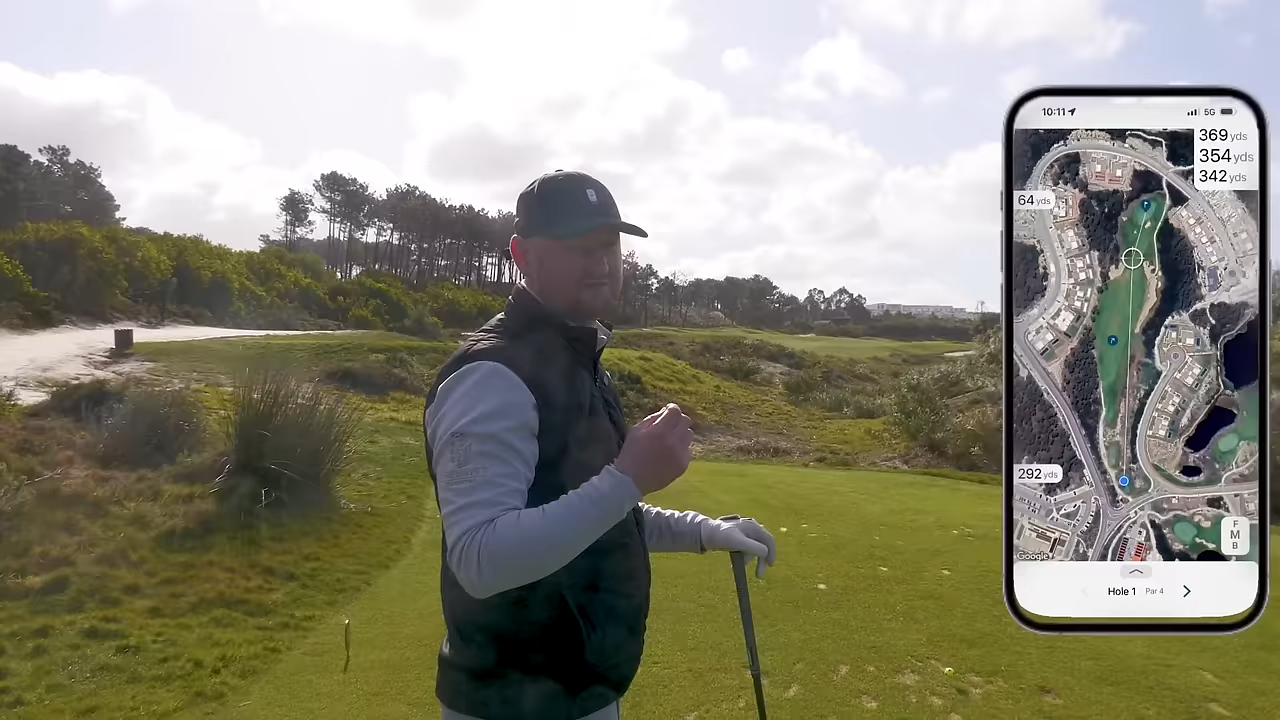 10:11
5G
369 yds
354 yds
342 yds
64 yds
292 yds
F
M
B
Google
Hole 1 Par 4